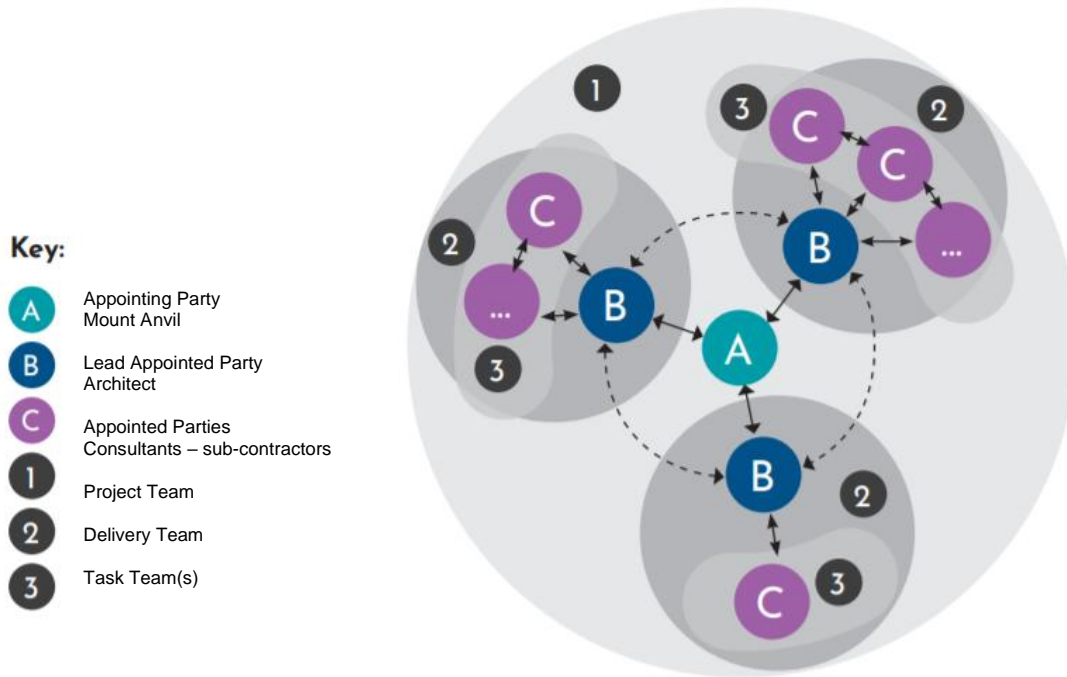 Key:
A
Appointing Party
Mount Anvil
B
Lead Appointed Party
Architect
C
Appointed Parties
Consultants – sub-contractors
1
Project Team
2
Delivery Team
3
Task Team(s)
1
3
C
2
C
B
...
C
2
...
B
3
A
B
2
C
3